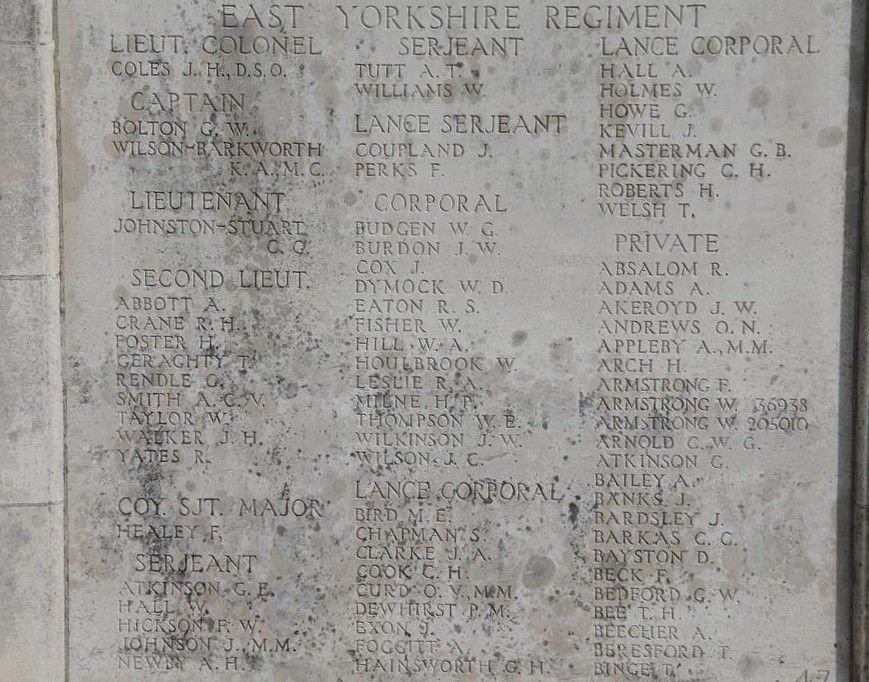 EAST YORKSHIRE REGIMENT
LIEUT. COLONEL
COLES J. H., D.S.O.
CAPTAIN
BOLTON G. W.
WILSON-BARKWORTH
K. A., M. C.
LIEUTENANT
JOHNSTON-STUART
C. G.
SECOND LIEUT.
ABBOTT A.
CRANE R. H.
FOSTER H.
GERAGHTY T.
RENDLE G.
SMITH A. C. V.
TAYLOR W.
WALKER J. H.
YATES R.
COY. SJT. MAJOR
HEALEY F.
SERJEANT
ATKINSON G. E.
HALL W.
HICKSON F. W.
JOHNSON J., M.M.
NEWBY A. H.
SERJEANT
TUTT A. T.
WILLIAMS W.
LANCE SERJEANT
COUPLAND J.
PERKS F.
CORPORAL
BUDGEN W. G.
BURDON J. W.
COX J.
DYMOCK W. D.
EATON R. S.
FISHER W.
HILL W. A.
HOULBROOK W.
LESLIE R. A.
MILNE H. P.
THOMPSON W. E.
WILKINSON J. W.
WILSON J. C.
LANCE CORPORAL
BIRD M. E.
CHAPMAN S.
CLARKE J. A.
COOK C. H.
CURD O. V., M.M.
DEWHIRST P. M.
EXON J.
FOGGITT A.
HAINSWORTH G. H.
LANCE CORPORAL
HALL A.
HOLMES W.
HOWE G.
KEVILL J.
MASTERMAN G. B.
PICKERING C. H.
ROBERTS H.
WELSH T.
PRIVATE
ABSALOM R.
ADAMS A.
AKEROYD J. W.
ANDREWS O. N.
APPLEBY A., M.M.
ARCH H.
ARMSTRONG F.
ARMSTRONG W. 36938
ARMSTRONG W. 205010
ARNOLD C. W. G.
ATKINSON G.
BAILEY A.
BANKS J.
BARDSLEY J.
BARKAS C. C.
BAYSTON D.
BECK F.
BEDFORD G. W.
BEE T. H.
BEECHER A.
BERESFORD T.
BINGE T.
47